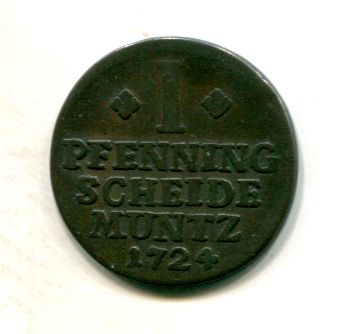 I
PFENNING
SCHEIDE
MUNTZ
1724